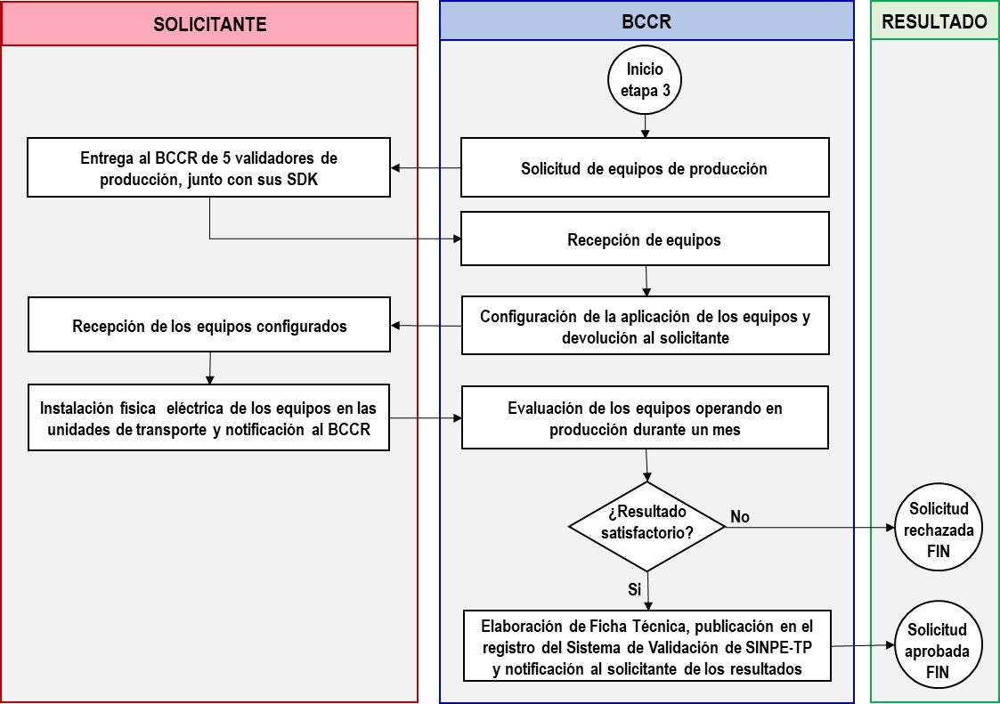 SOLICITANTE
BCCR
RESULTADO
Inicio
etapa 3
Solicitud de equipos de producción
Entrega al BCCR de 5 validadores de
producción, junto con sus SDK
Recepción de equipos
Configuración de la aplicación de los equipos y
devolución al solicitante
Recepción de los equipos configurados
Instalación física eléctrica de los equipos en las
unidades de transporte y notificación al BCCR
Evaluación de los equipos operando en
producción durante un mes
¿Resultado
satisfactorio?
No
Solicitud
rechazada
FIN
Si
Elaboración de Ficha Técnica, publicación en el
registro del Sistema de Validación de SINPE-TP
y notificación al solicitante de los resultados
Solicitud
aprobada
FIN